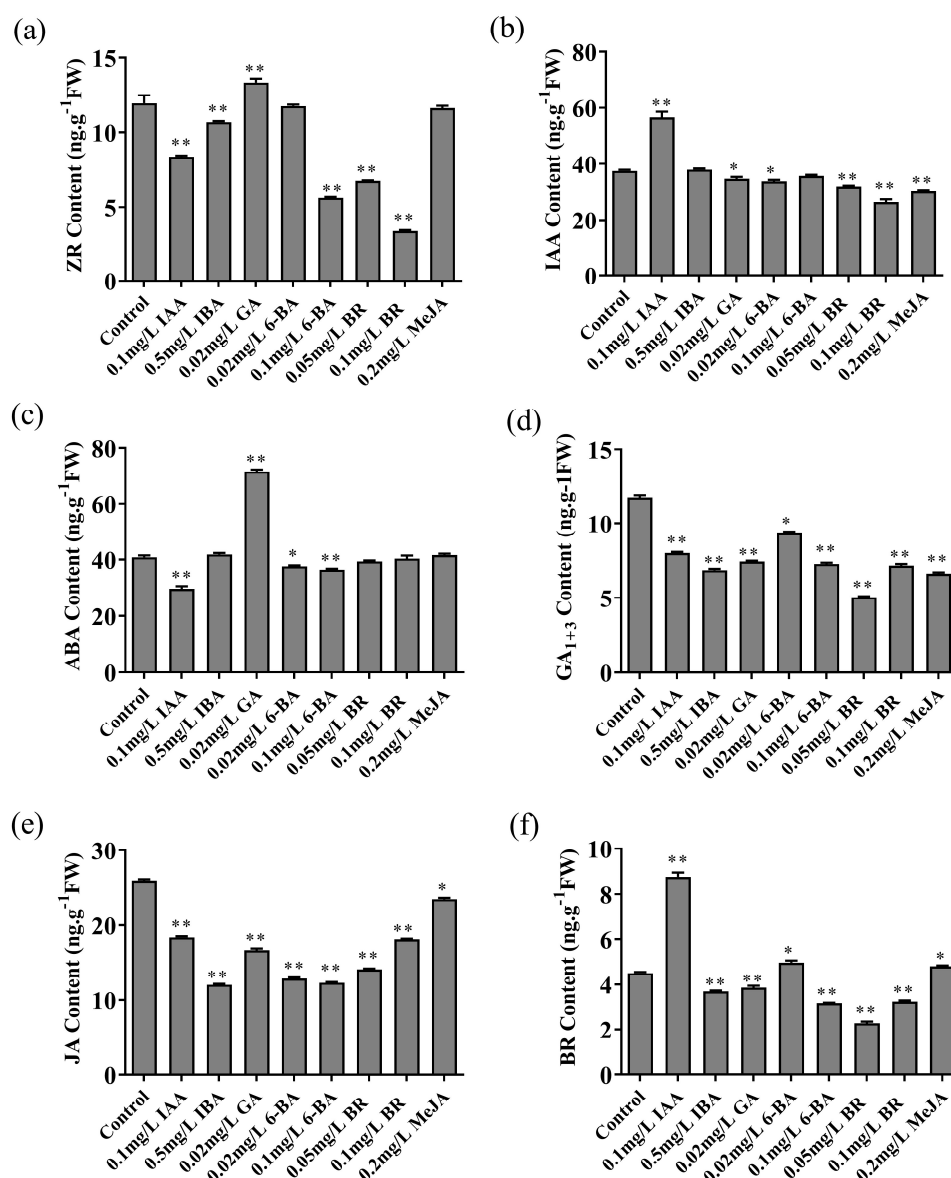 (a)
ZR Content (ng.g⁻¹FW)
15
10
5
0
** ** ** ** ** **
Control
0.1mg/L IAA
0.5mg/L IBA
0.02mg/L GA
0.02mg/L 6-BA
0.1mg/L 6-BA
0.05mg/L BR
0.1mg/L BR
0.2mg/L MeJA
(b)
IAA Content (ng.g⁻¹FW)
80
60
40
20
0
** * * ** ** **
Control
0.1mg/L IAA
0.5mg/L IBA
0.02mg/L GA
0.02mg/L 6-BA
0.1mg/L 6-BA
0.05mg/L BR
0.1mg/L BR
0.2mg/L MeJA
(c)
ABA Content (ng.g⁻¹FW)
80
60
40
20
0
** ** * **
Control
0.1mg/L IAA
0.5mg/L IBA
0.02mg/L GA
0.02mg/L 6-BA
0.1mg/L 6-BA
0.05mg/L BR
0.1mg/L BR
0.2mg/L MeJA
(d)
GA₁₊₃ Content (ng.g-1FW)
15
10
5
0
** ** ** * ** ** ** **
Control
0.1mg/L IAA
0.5mg/L IBA
0.02mg/L GA
0.02mg/L 6-BA
0.1mg/L 6-BA
0.05mg/L BR
0.1mg/L BR
0.2mg/L MeJA
(e)
JA Content (ng.g⁻¹FW)
30
20
10
0
** ** ** ** ** ** ** *
Control
0.1mg/L IAA
0.5mg/L IBA
0.02mg/L GA
0.02mg/L 6-BA
0.1mg/L 6-BA
0.05mg/L BR
0.1mg/L BR
0.2mg/L MeJA
(f)
BR Content (ng.g⁻¹FW)
10
8
6
4
2
0
** ** ** * ** ** ** *
Control
0.1mg/L IAA
0.5mg/L IBA
0.02mg/L GA
0.02mg/L 6-BA
0.1mg/L 6-BA
0.05mg/L BR
0.1mg/L BR
0.2mg/L MeJA